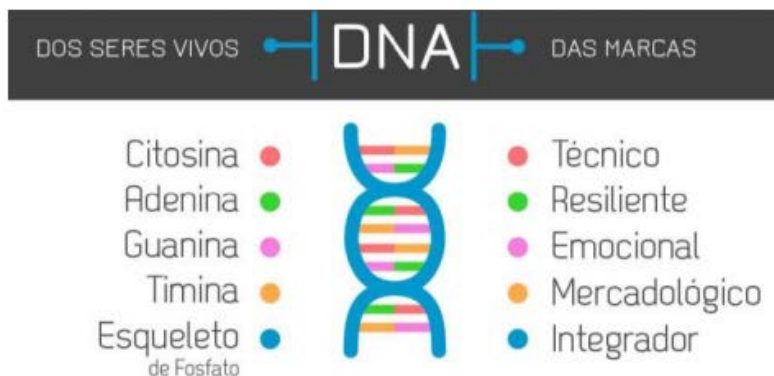 DOS SERES VIVOS DNA DAS MARCAS
Citosina Técnico
Adenina Resiliente
Guanina Emocional
Timina Mercadológico
Esqueleto Integrador
de Fosfato